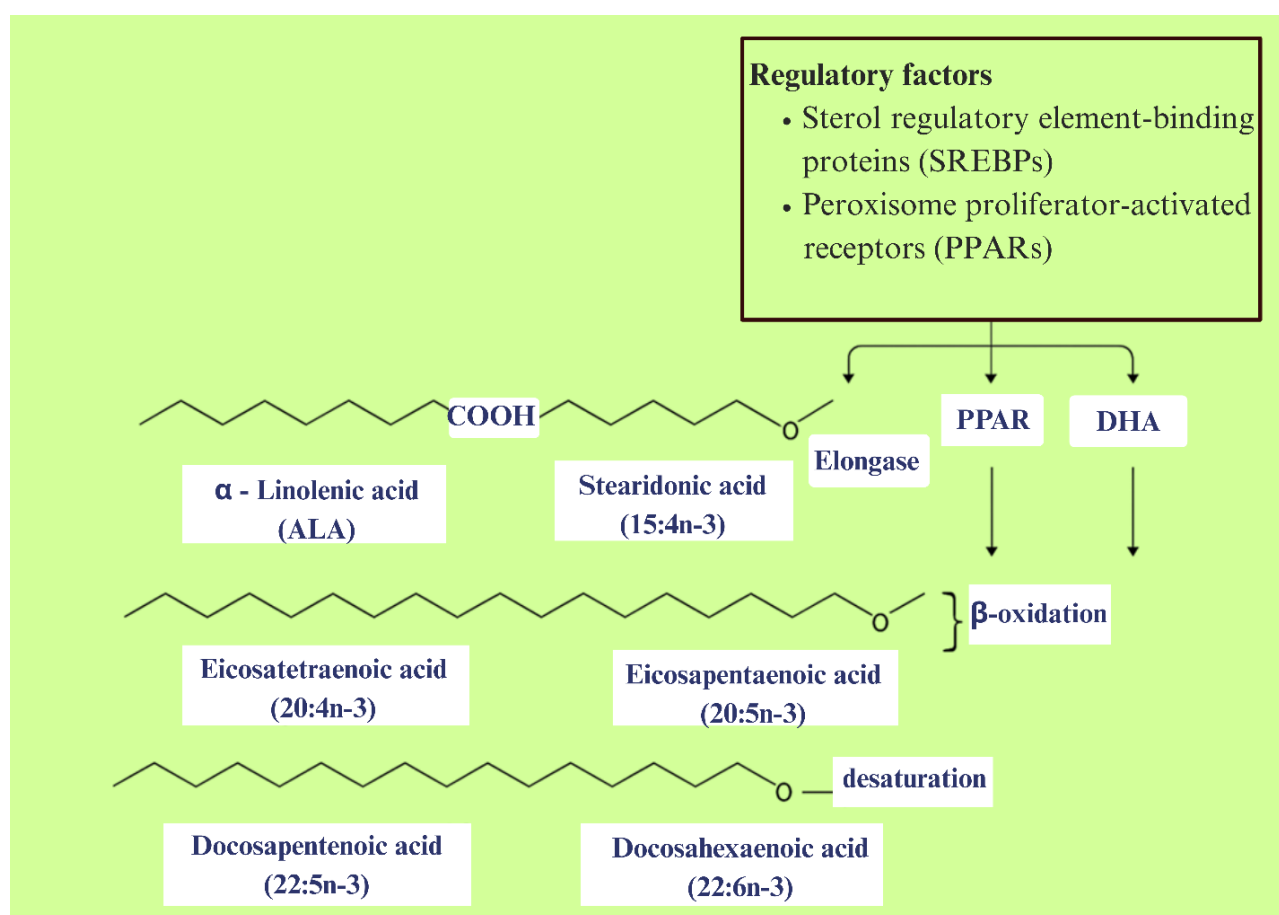 Regulatory factors
• Sterol regulatory element-binding
proteins (SREBPs)
• Peroxisome proliferator-activated
receptors (PPARs)
COOH
O
Elongase
PPAR
DHA
α - Linolenic acid
(ALA)
Stearidonic acid
(15:4n-3)
O
β-oxidation
Eicosatetraenoic acid
(20:4n-3)
Eicosapentaenoic acid
(20:5n-3)
O
desaturation
Docosapentenoic acid
(22:5n-3)
Docosahexaenoic acid
(22:6n-3)